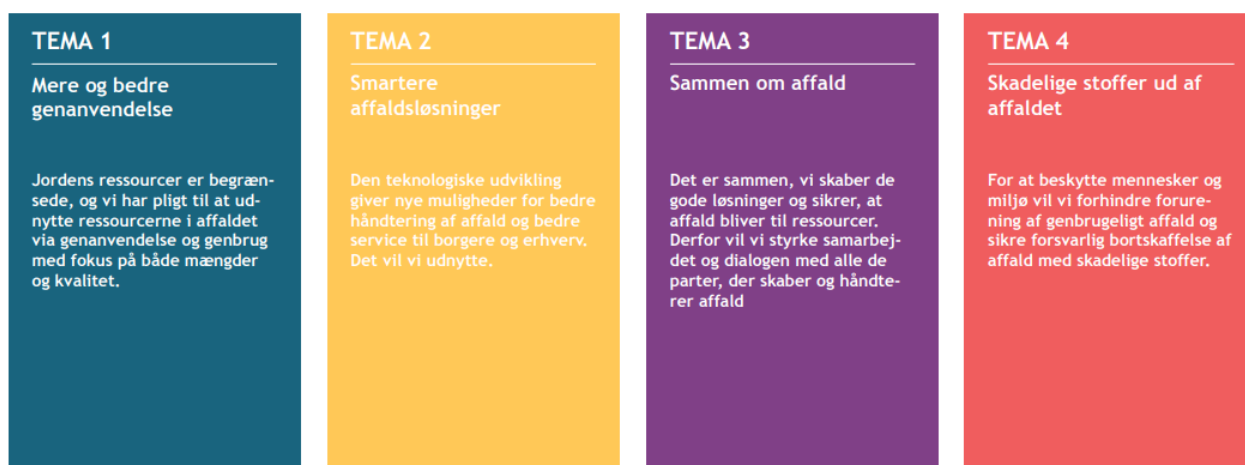 TEMA 1
Mere og bedre
genanvendelse
Jordens ressourcer er begræn-
sede, og vi har pligt til at ud-
nytte ressourcerne i affaldet
via genanvendelse og genbrug
med fokus på både mængder
og kvalitet.
TEMA 2
Smartere
affaldsløsninger
Den teknologiske udvikling
giver nye muligheder for bedre
håndtering af affald og bedre
service til borgere og erhverv.
Det vil vi udnytte.
TEMA 3
Sammen om affald
Det er sammen, vi skaber de
gode løsninger og sikrer, at
affald bliver til ressourcer.
Derfor vil vi styrke samarbej-
det og dialogen med alle de
parter, der skaber og håndte-
rer affald
TEMA 4
Skadelige stoffer ud af
affaldet
For at beskytte mennesker og
miljø vil vi forhindre forure-
ning af genbrugeligt affald og
sikre forsvarlig bortskaffelse af
affald med skadelige stoffer.